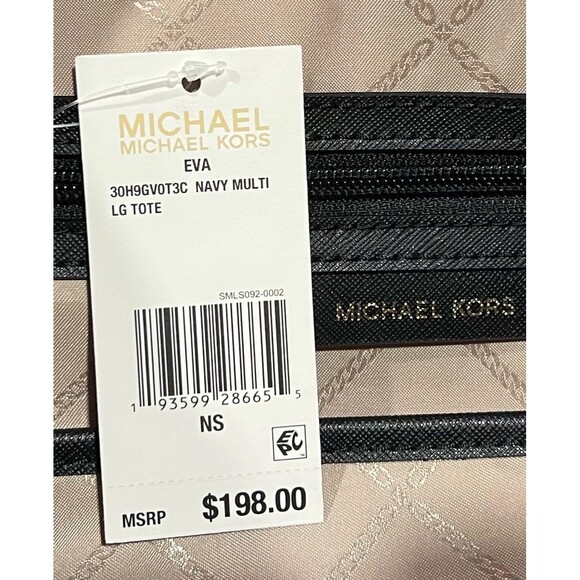 MICHAEL
MICHAEL KORS
EVA
30H9GV0T3C NAVY MULTI
LG TOTE
SMLS092-0002
1 93599 28665 5
NS
EPC
MSRP $198.00
MICHAEL KORS